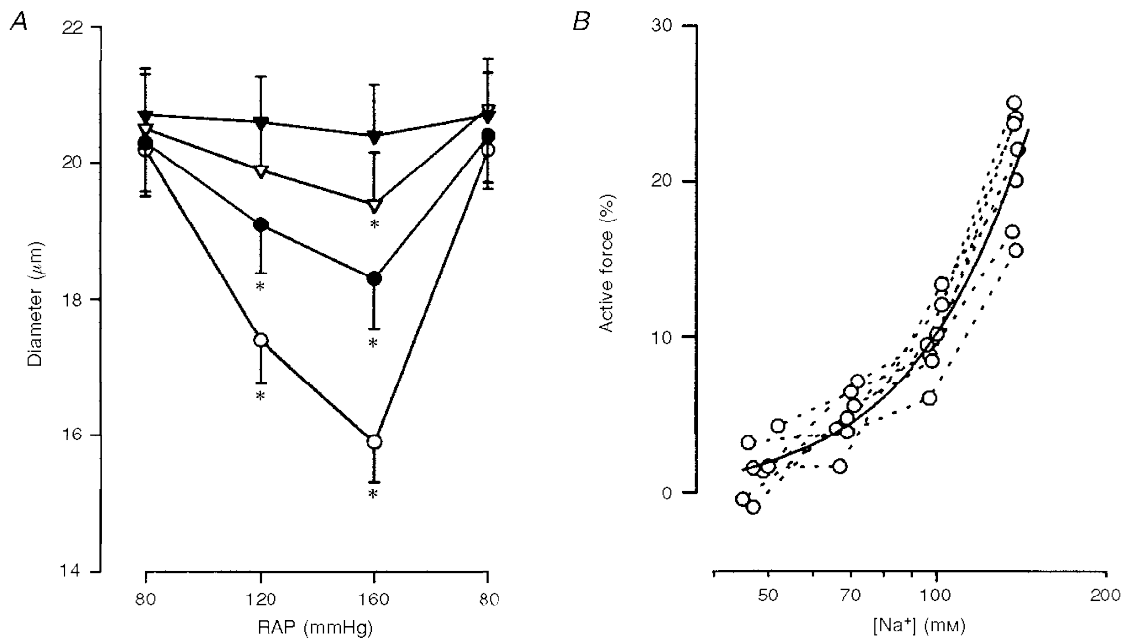 A
22
20
18
16
14
Diameter (μm)
* * * * *
80 120 160 80
RAP (mmHg)
B
30
20
10
0
Active force (%)
50 70 100 200
[Na⁺] (mM)